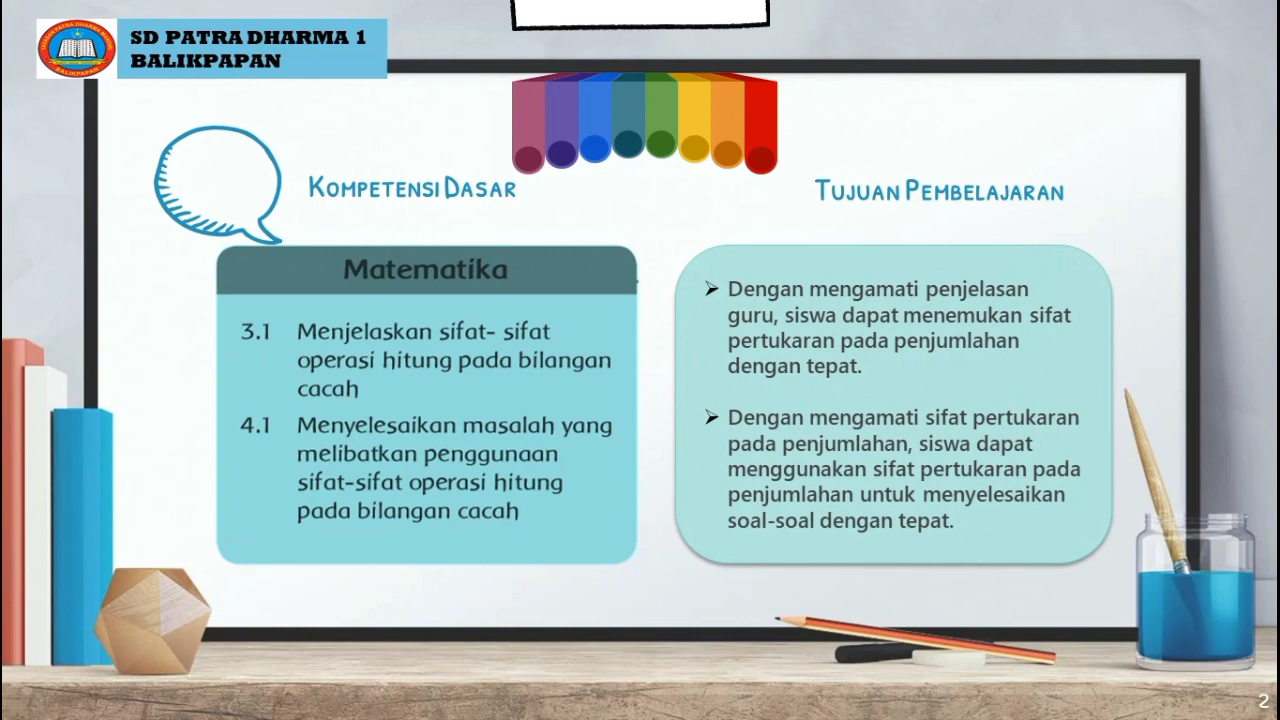 SD PATRA DHARMA 1
BALIKPAPAN
KOMPETENSI DASAR
Matematika
3.1 Menjelaskan sifat- sifat
operasi hitung pada bilangan
cacah
4.1 Menyelesaikan masalah yang
melibatkan penggunaan
sifat-sifat operasi hitung
pada bilangan cacah
TUJUAN PEMBELAJARAN
➢ Dengan mengamati penjelasan
guru, siswa dapat menemukan sifat
pertukaran pada penjumlahan
dengan tepat.
➢ Dengan mengamati sifat pertukaran
pada penjumlahan, siswa dapat
menggunakan sifat pertukaran pada
penjumlahan untuk menyelesaikan
soal-soal dengan tepat.
2